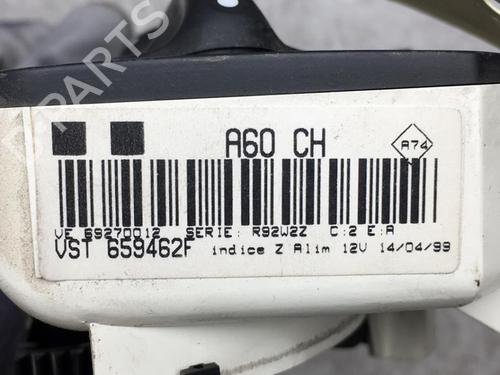 A60 CH
A74
VE 69270012 SERIE: R92W2Z C:2 E:A
VST 659462F indice Z Alim 12V 14/04/99
PARTS